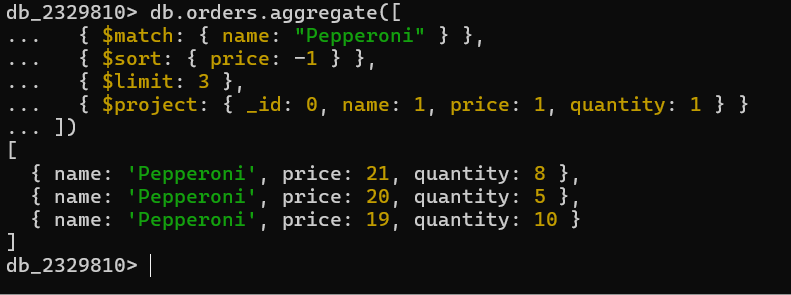 db_2329810> db.orders.aggregate([
...   { $match: { name: "Pepperoni" } },
...   { $sort: { price: -1 } },
...   { $limit: 3 },
...   { $project: { _id: 0, name: 1, price: 1, quantity: 1 } }
... ])
[
  { name: 'Pepperoni', price: 21, quantity: 8 },
  { name: 'Pepperoni', price: 20, quantity: 5 },
  { name: 'Pepperoni', price: 19, quantity: 10 }
]
db_2329810>